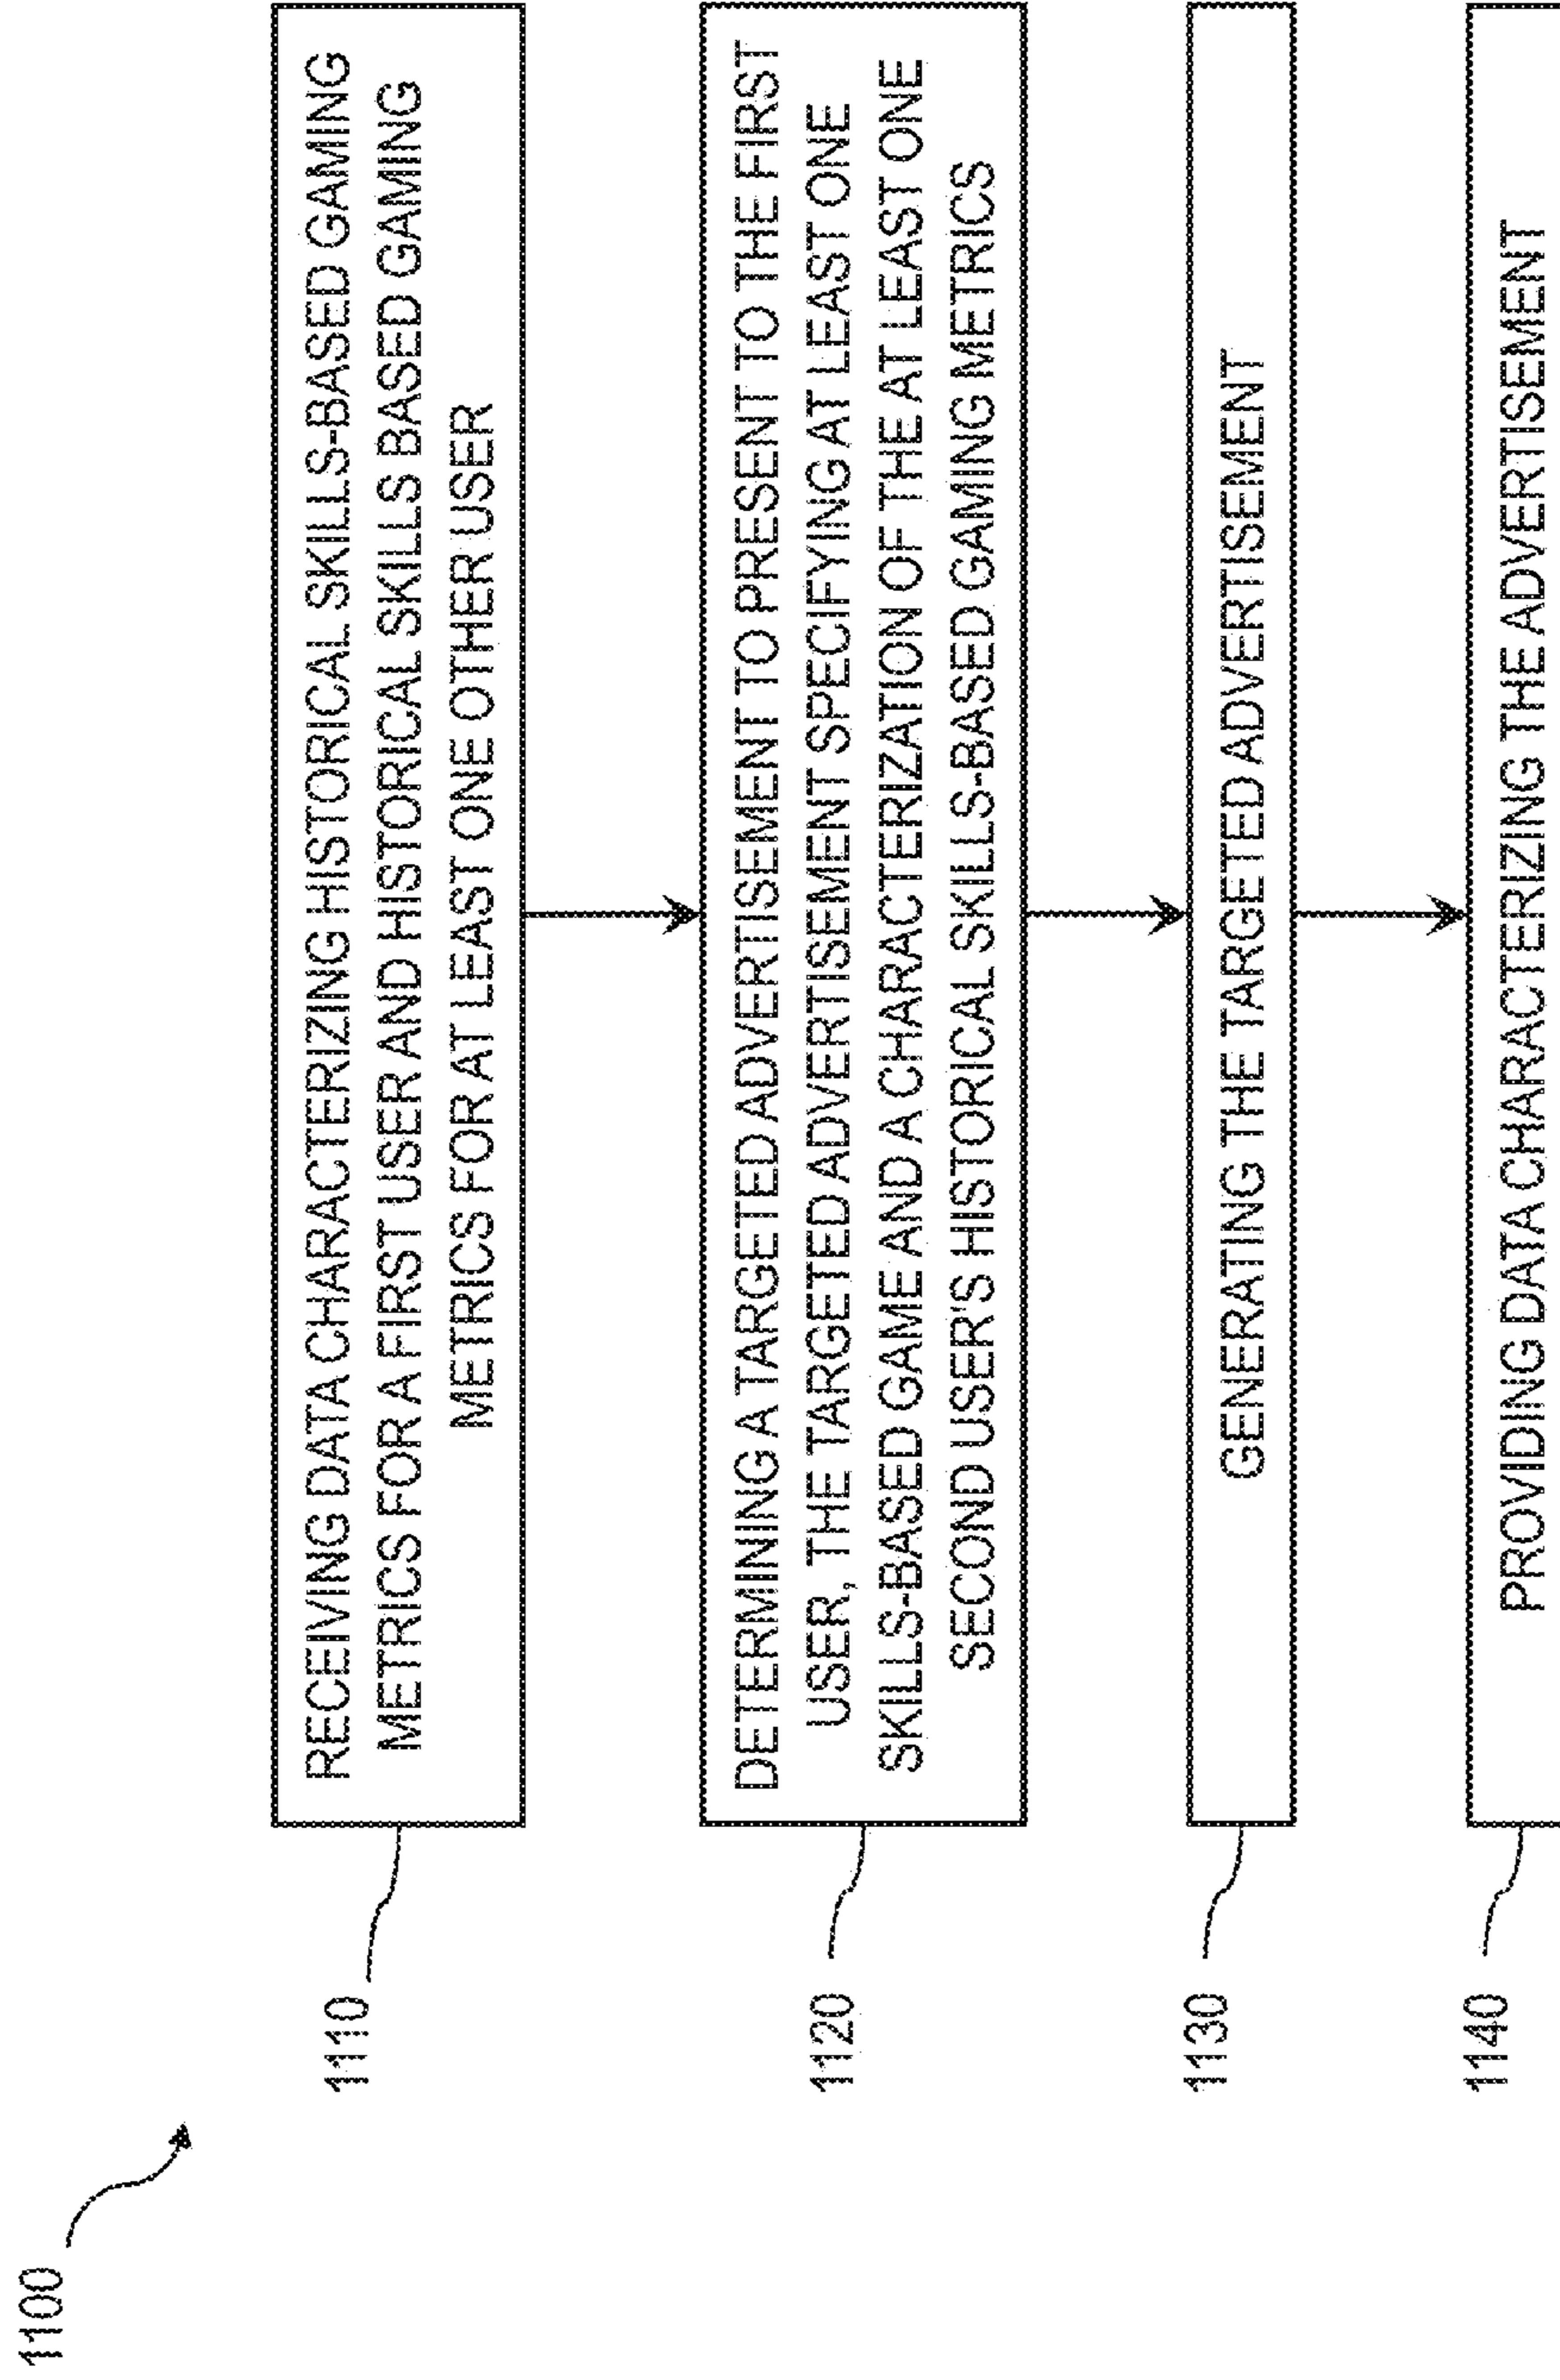 1100
1110
RECEIVING DATA CHARACTERIZING HISTORICAL SKILLS-BASED GAMING
METRICS FOR A FIRST USER AND HISTORICAL SKILLS BASED GAMING
METRICS FOR AT LEAST ONE OTHER USER
1120
DETERMINING A TARGETED ADVERTISEMENT TO PRESENT TO THE FIRST
USER, THE TARGETED ADVERTISEMENT SPECIFYING AT LEAST ONE
SKILLS-BASED GAME AND A CHARACTERIZATION OF THE AT LEAST ONE
SECOND USER'S HISTORICAL SKILLS-BASED GAMING METRICS
1130
GENERATING THE TARGETED ADVERTISEMENT
1140
PROVIDING DATA CHARACTERIZING THE ADVERTISEMENT